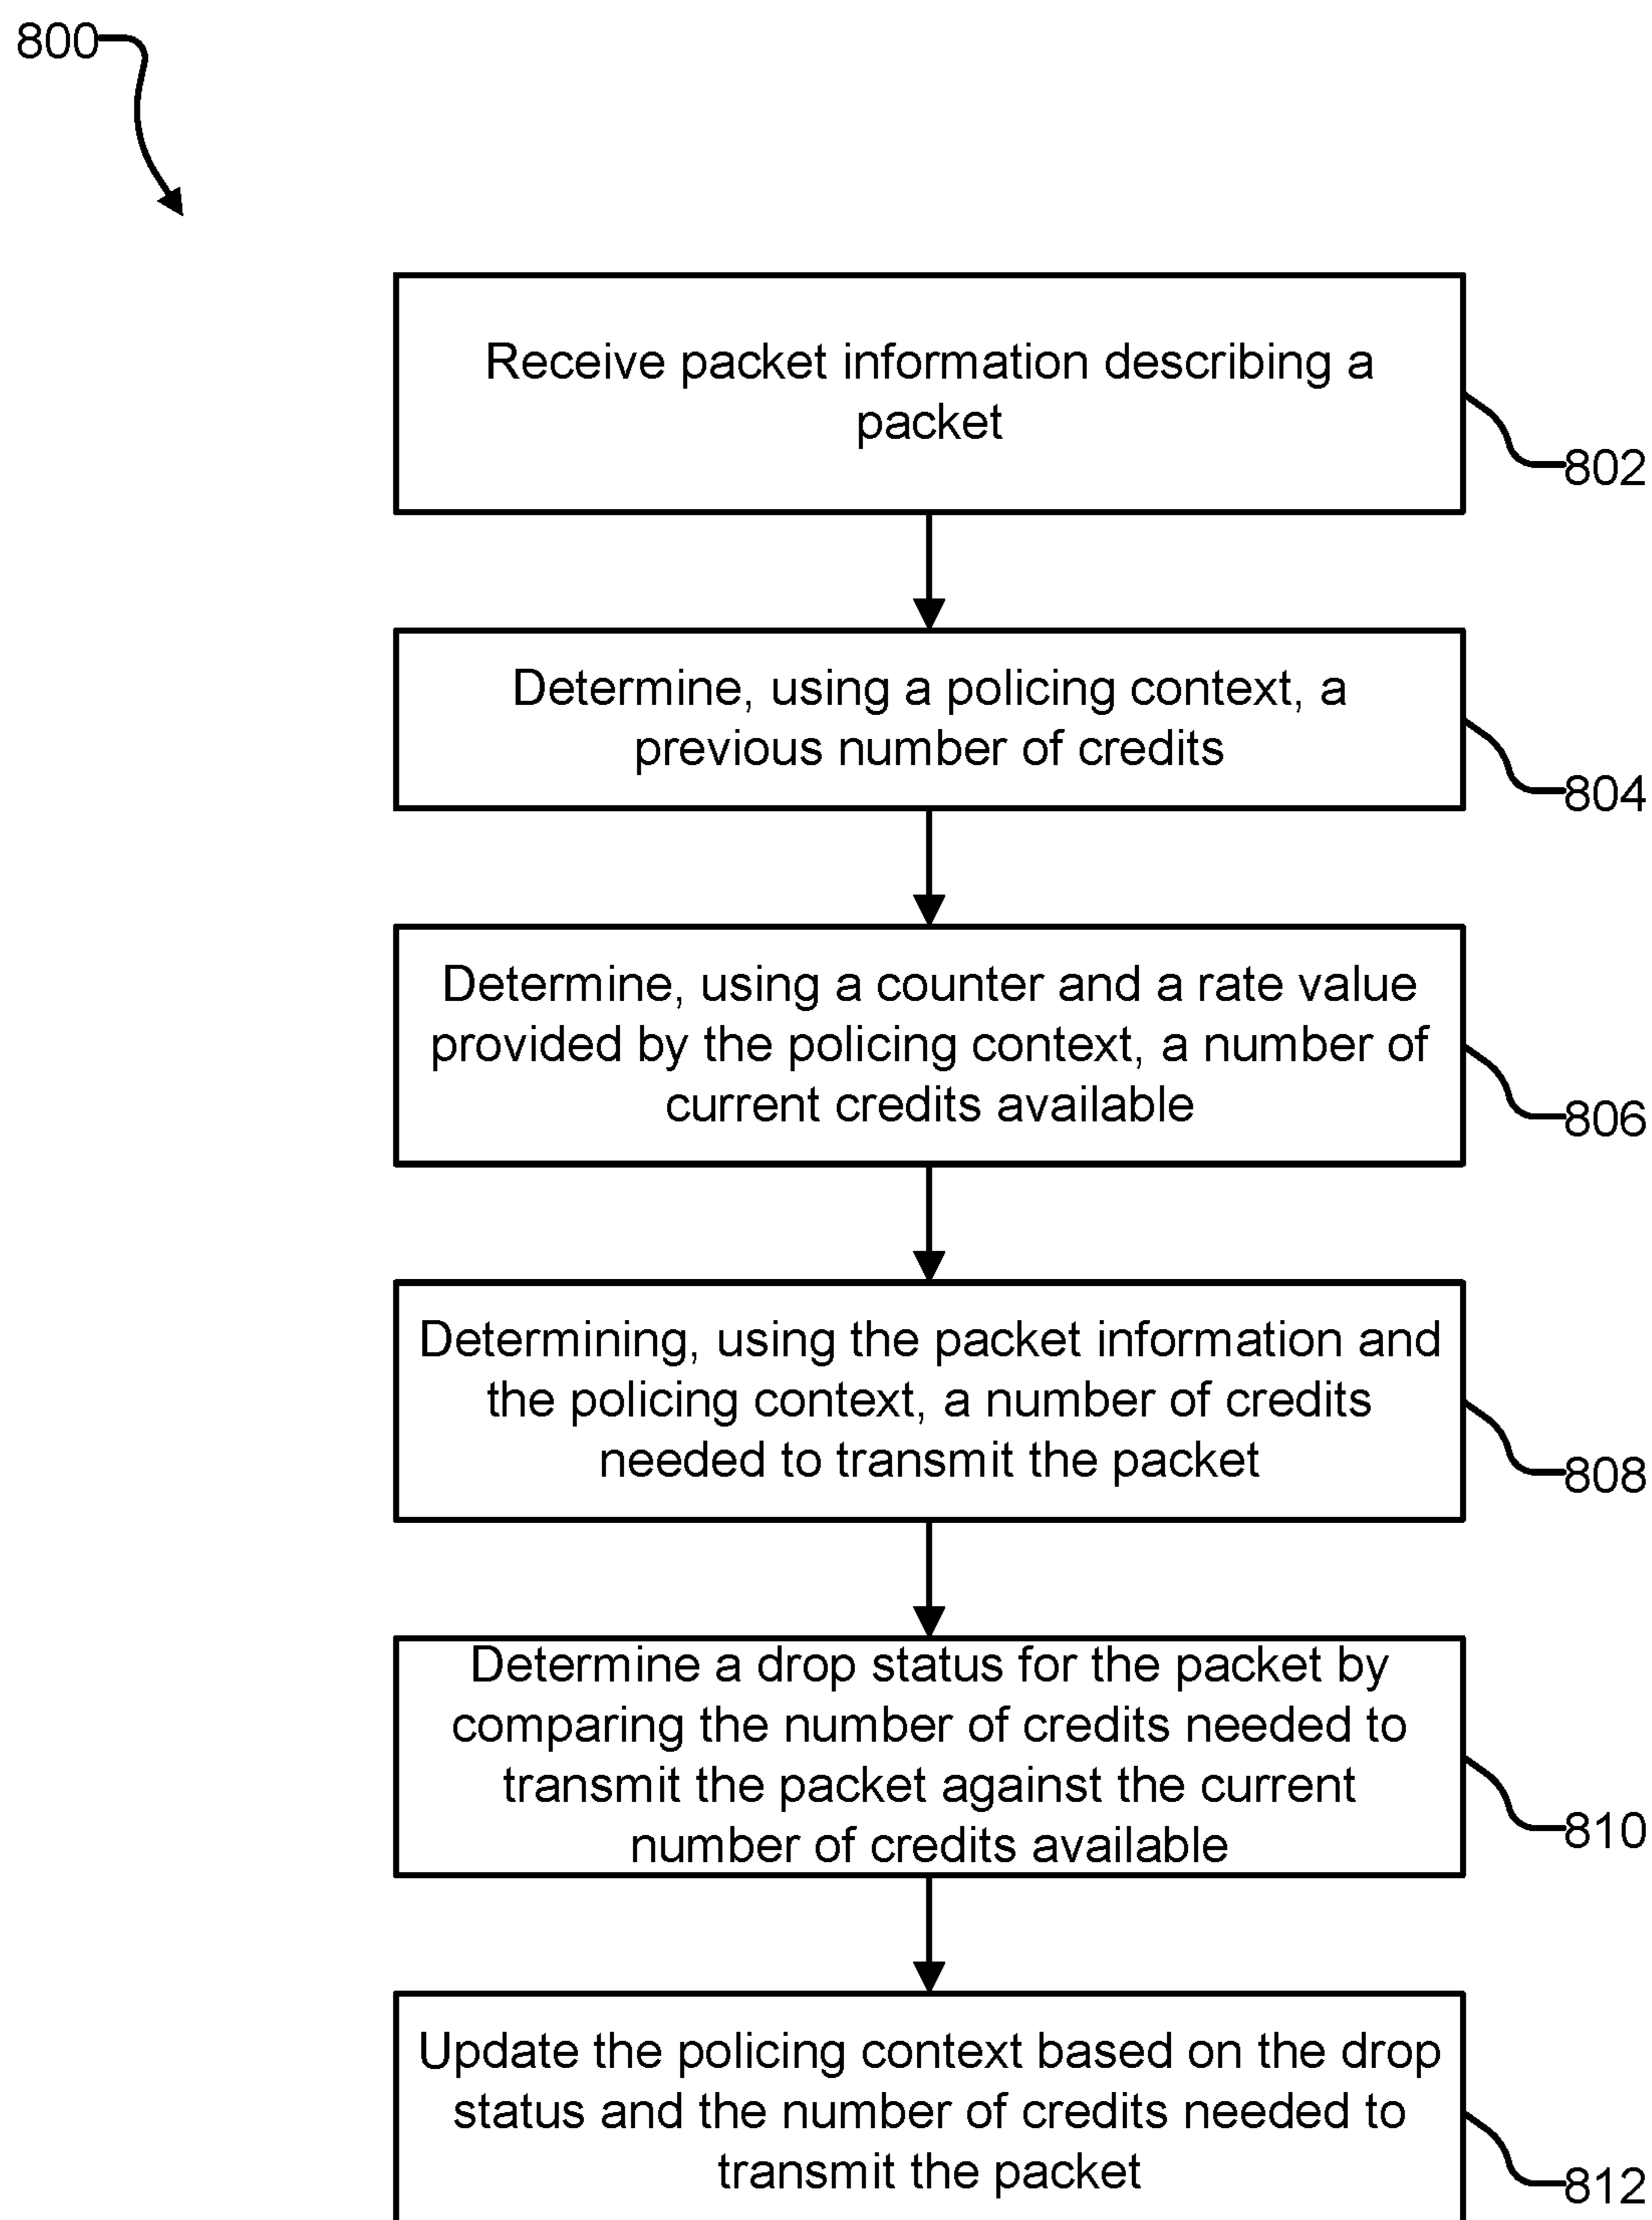 800
Receive packet information describing a
packet
802
Determine, using a policing context, a
previous number of credits
804
Determine, using a counter and a rate value
provided by the policing context, a number of
current credits available
806
Determining, using the packet information and
the policing context, a number of credits
needed to transmit the packet
808
Determine a drop status for the packet by
comparing the number of credits needed to
transmit the packet against the current
number of credits available
810
Update the policing context based on the drop
status and the number of credits needed to
transmit the packet
812